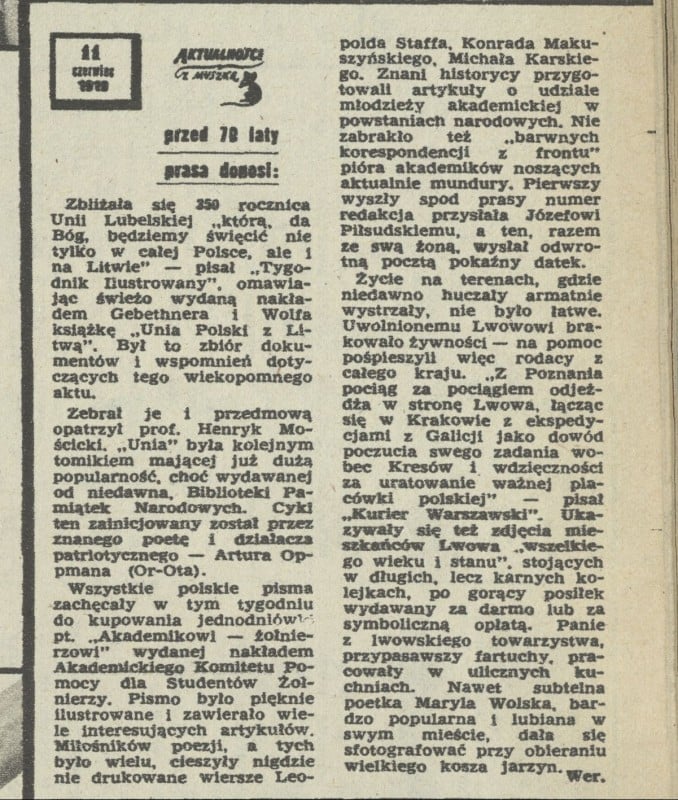 11
czerwiec
1919
AKTUALNOŚCI
Z MYSZKĄ
przed 70 laty
prasa donosi:
Zbliżała się 350 rocznica
Unii Lubelskiej „którą, da
Bóg, będziemy święcić nie
tylko w całej Polsce, ale i
na Litwie” — pisał „Tygo-
dnik Ilustrowany”, omawia-
jąc świeżo wydaną nakła-
dem Gebethnera i Wolfa
książkę „Unia Polski z Li-
twą”. Był to zbiór doku-
mentów i wspomnień doty-
czących tego wiekopomnego
aktu.
Zebrał je i przedmową
opatrzył prof. Henryk Mo-
ścicki. „Unia” była kolejnym
tomikiem mającej już dużą
popularność, choć wydawanej
od niedawna, Biblioteki Pa-
miątek Narodowych. Cykl
ten zainicjowany został przez
znanego poetę i działacza
patriotycznego — Artura Op-
pmana (Or-Ota).
Wszystkie polskie pisma
zachęcały w tym tygodniu
do kupowania jednodniów
pt. „Akademikowi — żołnie-
rzowi” wydanej nakładem
Akademickiego Komitetu Po-
mocy dla Studentów Żoł-
nierzy. Pismo było pięknie
ilustrowane i zawierało wie-
le interesujących artykułów.
Miłośników poezji, a tych
było wielu, cieszyły nigdzie
nie drukowane wiersze Leo-
polda Staffa, Konrada Maku-
szyńskiego, Michała Karskie-
go. Znani historycy przygo-
towali artykuły o udziale
młodzieży akademickiej w
powstaniach narodowych. Nie
zabrakło też „barwnych
korespondencji z frontu”
pióra akademików noszących
aktualnie mundury. Pierwszy
wyszły spod prasy numer
redakcja przysłała Józefowi
Piłsudskiemu, a ten, razem
ze swą żoną, wysłał odwro-
tną pocztą pokaźny datek.
Życie na terenach, gdzie
niedawno huczały armatnie
wystrzały, nie było łatwe.
Uwolnionemu Lwowowi bra-
kowało żywności — na pomoc
pośpieszyli więc rodacy z
całego kraju. „Z Poznania
pociąg za pociągiem odjeż-
dża w stronę Lwowa, łącząc
się w Krakowie z ekspedy-
cjami z Galicji jako dowód
poczucia swego zadania wo-
bec Kresów i wdzięczności
za uratowanie ważnej pla-
cówki polskiej” — pisał
„Kurier Warszawski”. Uka-
zywały się też zdjęcia mie-
szkańców Lwowa „wszelkie-
go wieku i stanu”, stojących
w długich, lecz karnych ko-
lejkach, po gorący posiłek
wydawany za darmo lub za
symboliczną opłatą. Panie
z lwowskiego towarzystwa,
przypasawszy fartuchy, pra-
cowały w ulicznych ku-
chniach. Nawet subtelna
poetka Maryla Wolska, bar-
dzo popularna i lubiana w
swym mieście, dała się
sfotografować przy obieraniu
wielkiego kosza jarzyn.
Wer.